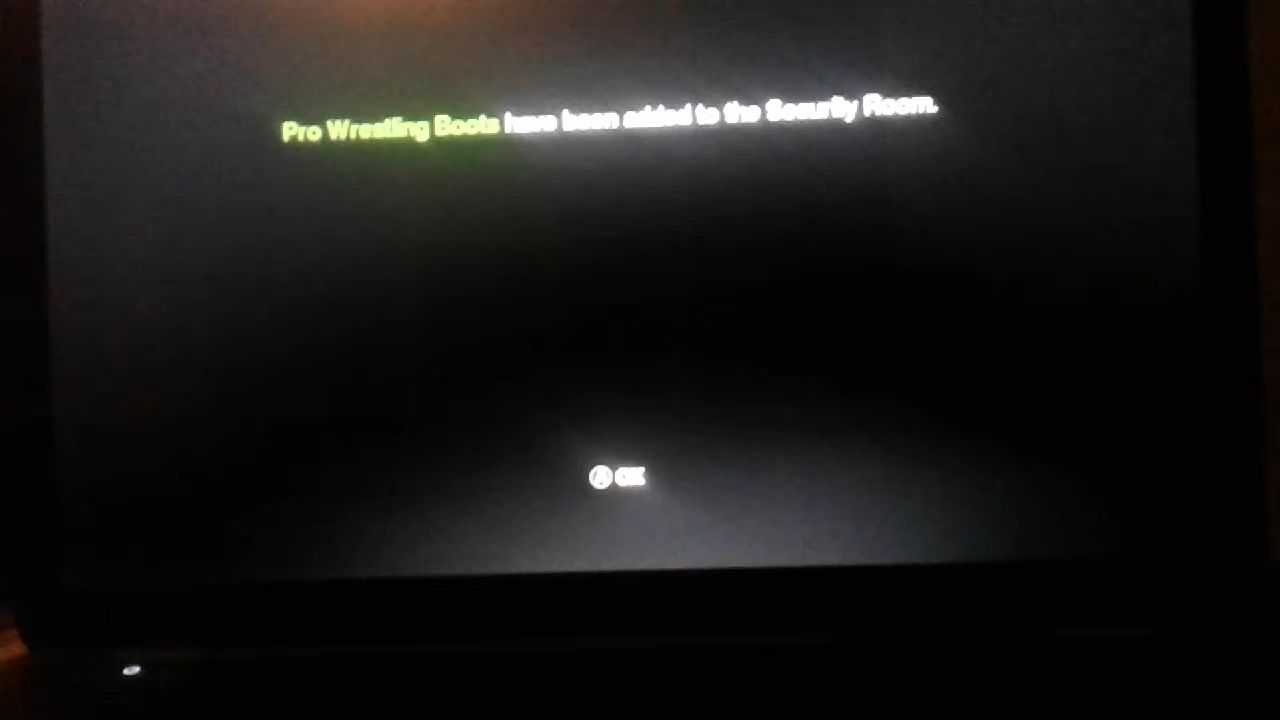 Pro Wrestling Boots have been added to the Security Room.
A OK